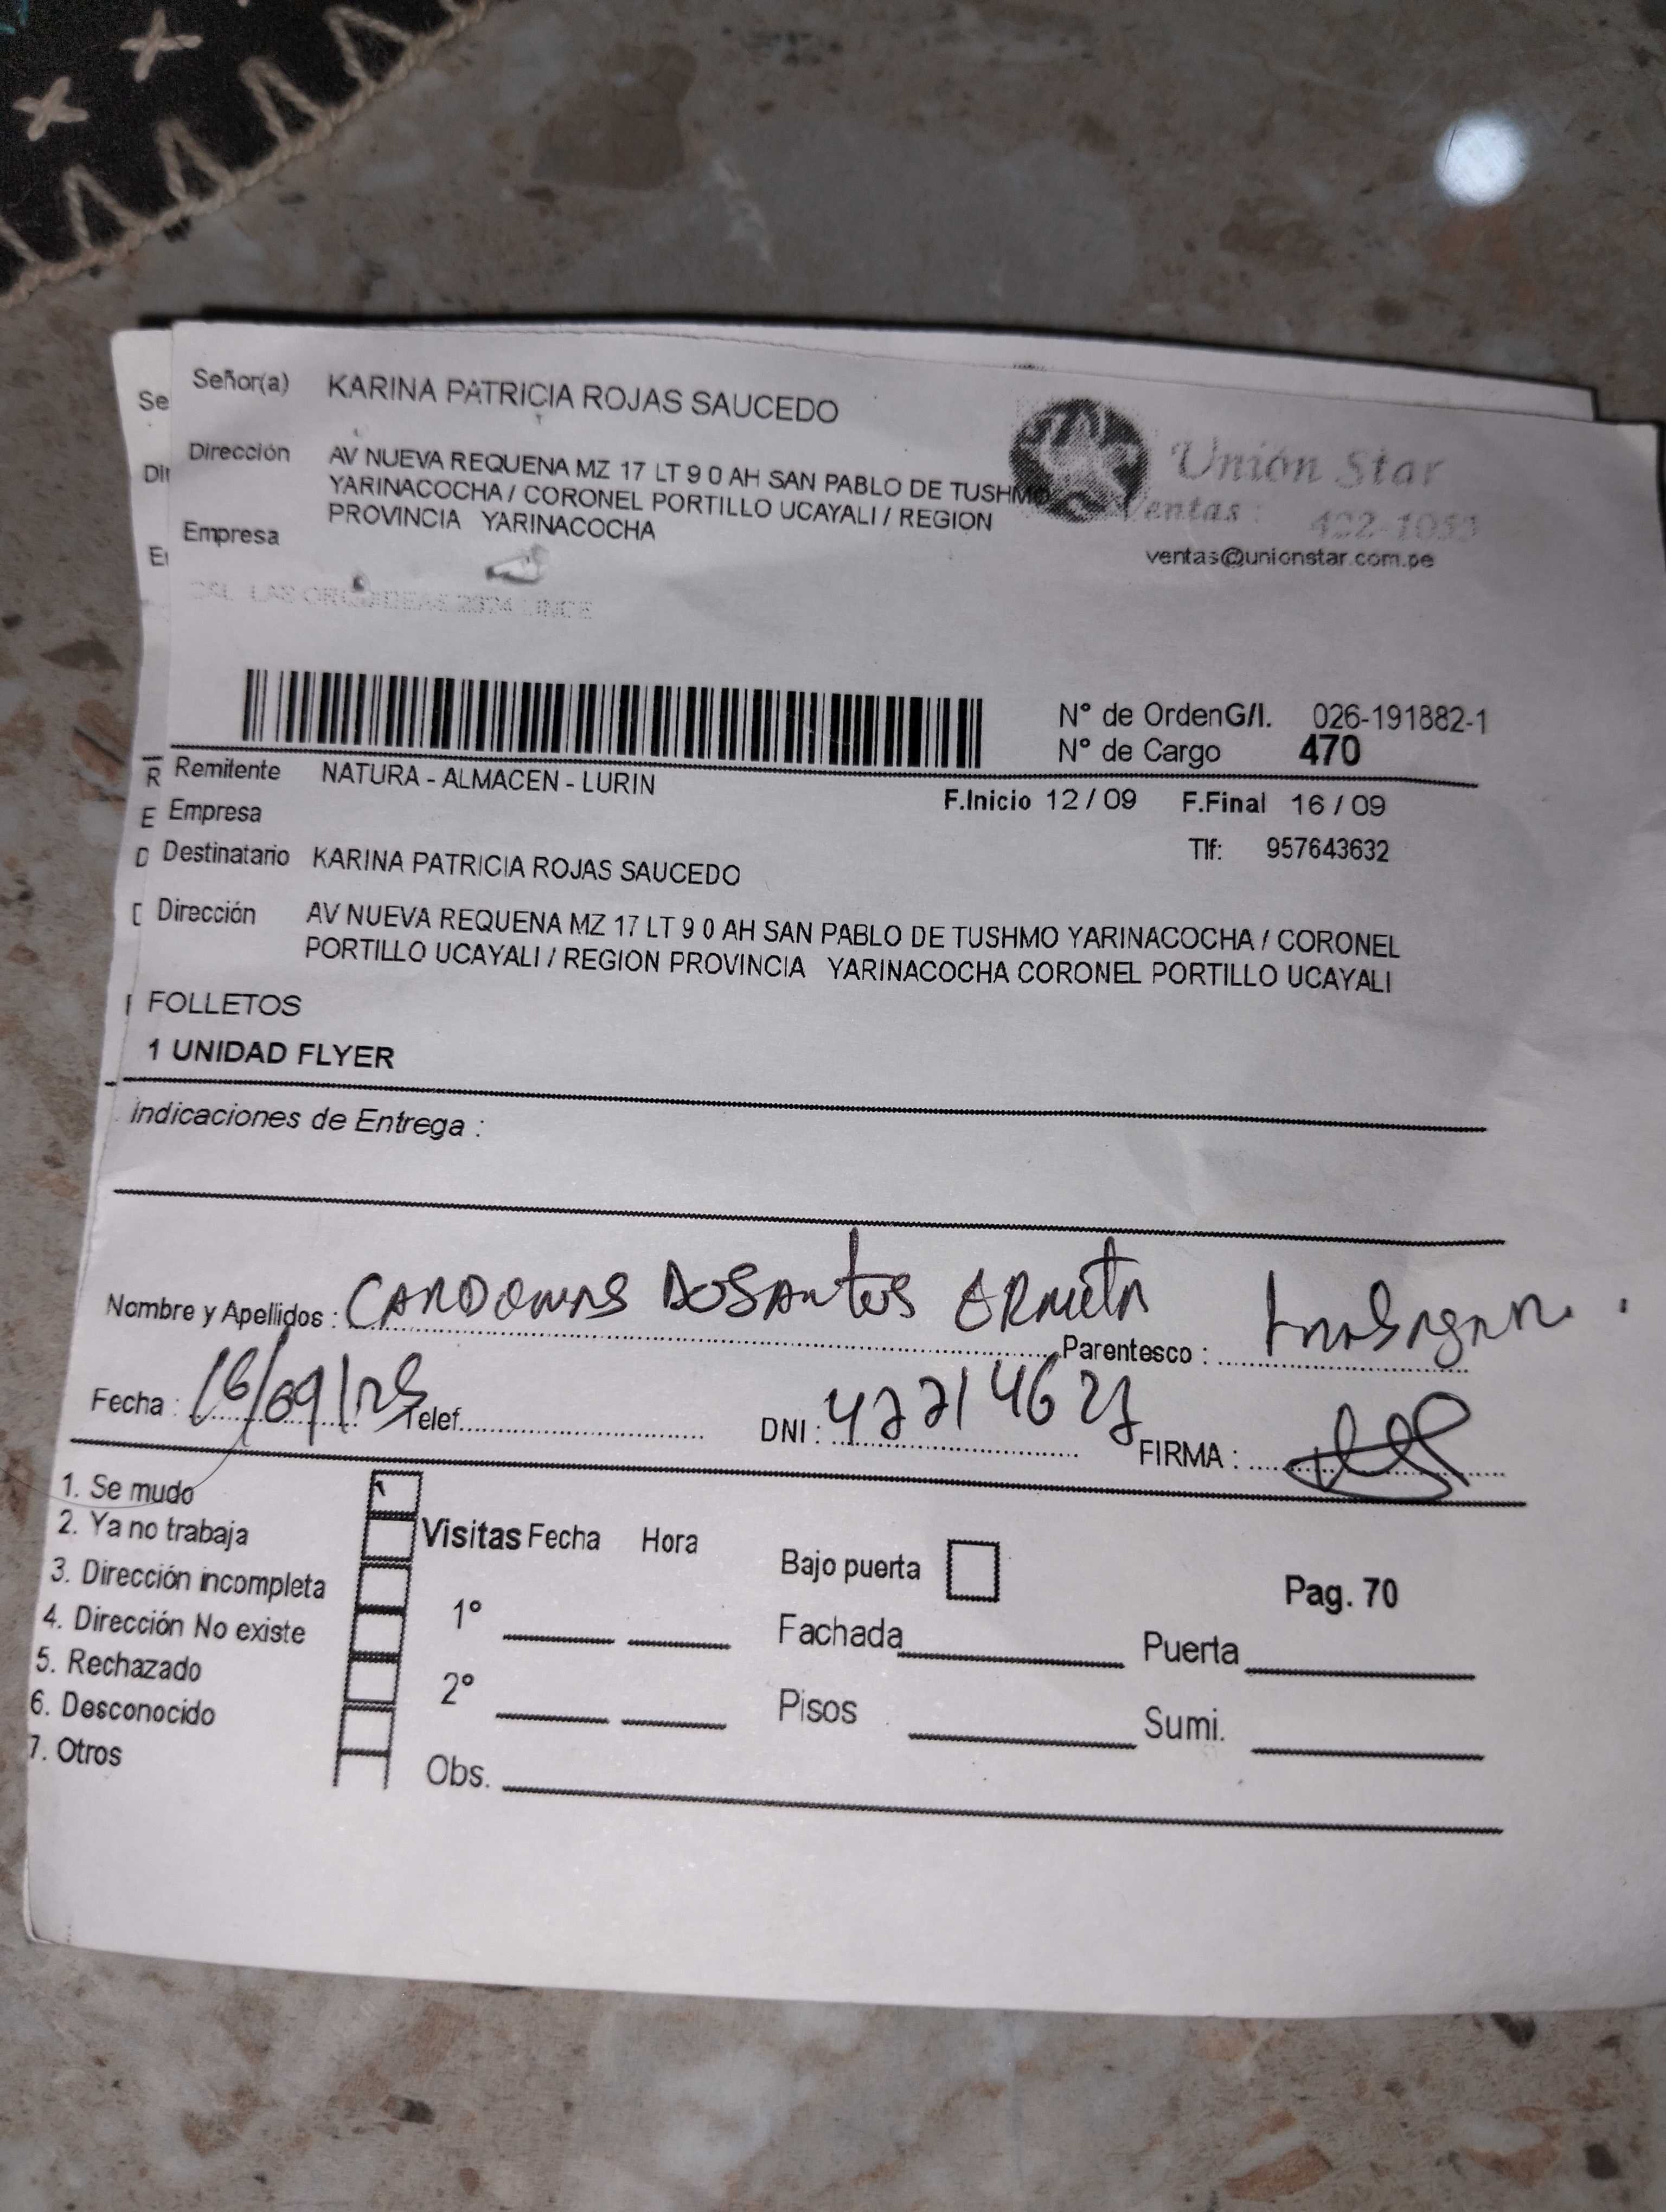 Señor(a) KARINA PATRICIA ROJAS SAUCEDO
Dirección AV NUEVA REQUENA MZ 17 LT 9 0 AH SAN PABLO DE TUSHMO
YARINACOCHA / CORONEL PORTILLO UCAYALI / REGION
PROVINCIA YARINACOCHA
Empresa
Unión Star
Ventas : 422-1053
ventas@unionstar.com.pe
N° de OrdenG/I. 026-191882-1
N° de Cargo 470
Remitente NATURA - ALMACEN - LURIN
F.Inicio 12 / 09 F.Final 16 / 09
Empresa
Tlf: 957643632
Destinatario KARINA PATRICIA ROJAS SAUCEDO
Dirección AV NUEVA REQUENA MZ 17 LT 9 0 AH SAN PABLO DE TUSHMO YARINACOCHA / CORONEL
PORTILLO UCAYALI / REGION PROVINCIA YARINACOCHA CORONEL PORTILLO UCAYALI
FOLLETOS
1 UNIDAD FLYER
Indicaciones de Entrega :
Nombre y Apellidos : CARDENAS DOSANTOS Parentesco :
Fecha : 16/09/25 Telef. DNI : FIRMA :
1. Se mudo
2. Ya no trabaja
3. Dirección incompleta
4. Dirección No existe
5. Rechazado
6. Desconocido
7. Otros
Visitas Fecha Hora
1°
2°
Obs.
Bajo puerta
Fachada
Pisos
Pag. 70
Puerta
Sumi.